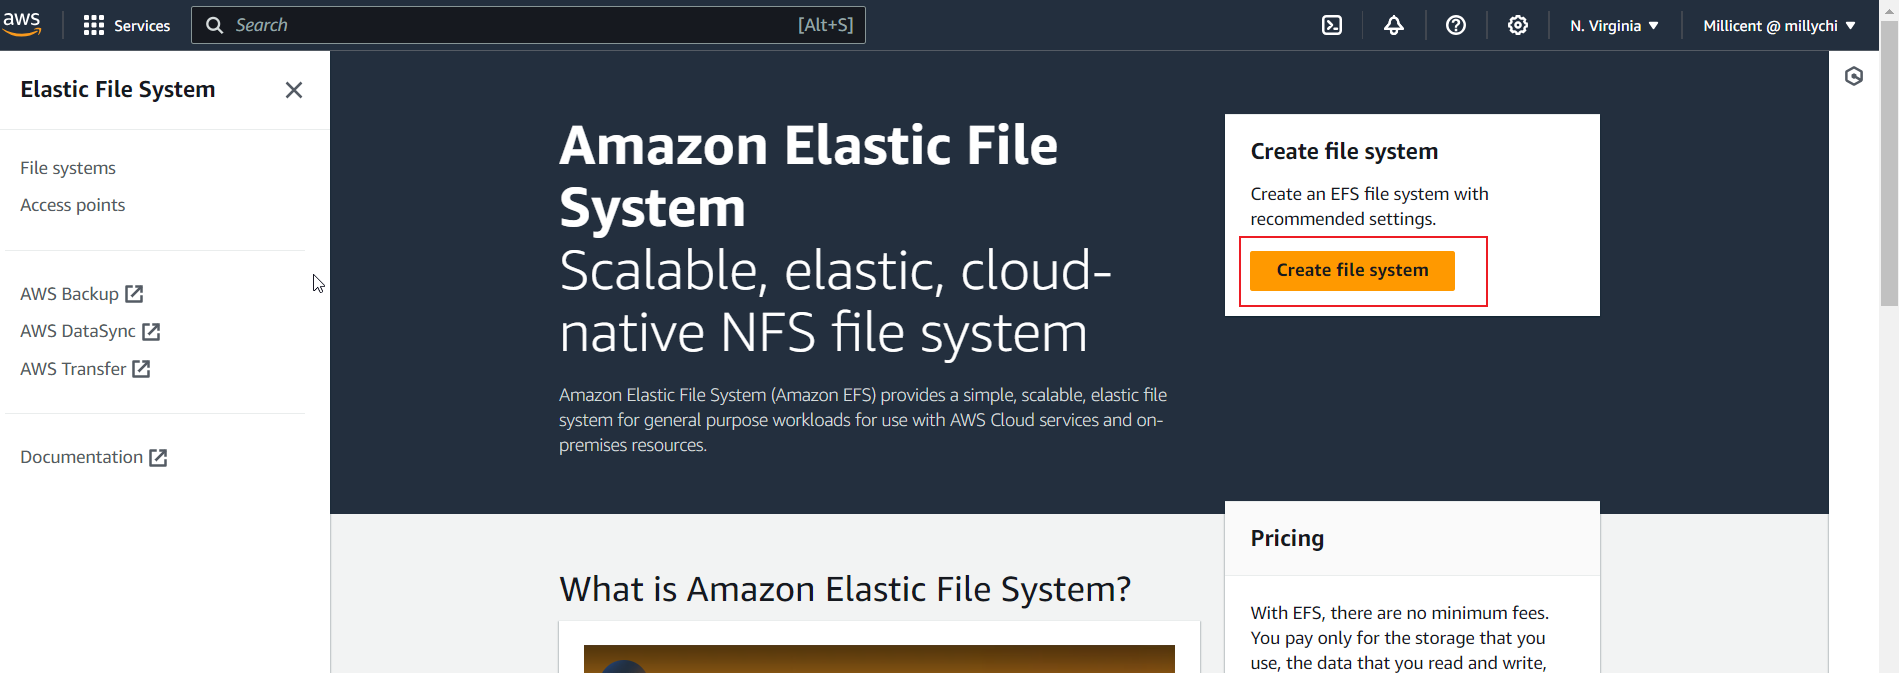 aws
Services
Search
[Alt+S]
N. Virginia
Millicent @ millychi
Elastic File System
File systems
Access points
AWS Backup
AWS DataSync
AWS Transfer
Documentation
Amazon Elastic File
System
Scalable, elastic, cloud-
native NFS file system
Amazon Elastic File System (Amazon EFS) provides a simple, scalable, elastic file
system for general purpose workloads for use with AWS Cloud services and on-
premises resources.
Create file system
Create an EFS file system with
recommended settings.
Create file system
What is Amazon Elastic File System?
Pricing
With EFS, there are no minimum fees.
You pay only for the storage that you
use, the data that you read and write,